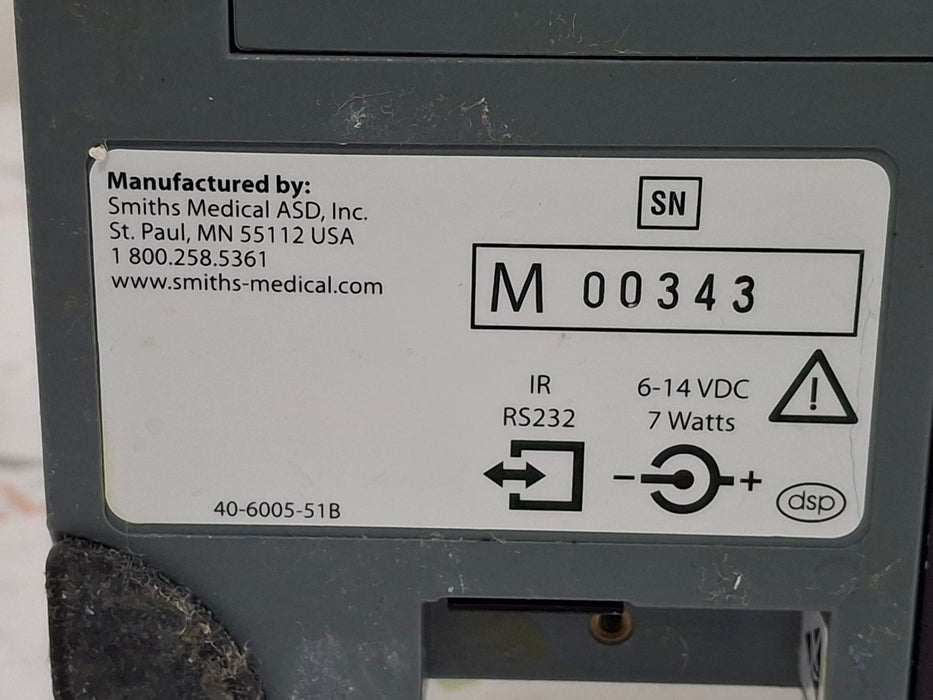 Manufactured by:
Smiths Medical ASD, Inc.
St. Paul, MN 55112 USA
1 800.258.5361
www.smiths-medical.com
SN
M 00343
IR
RS232
6-14 VDC
7 Watts
- +
dsp
40-6005-51B